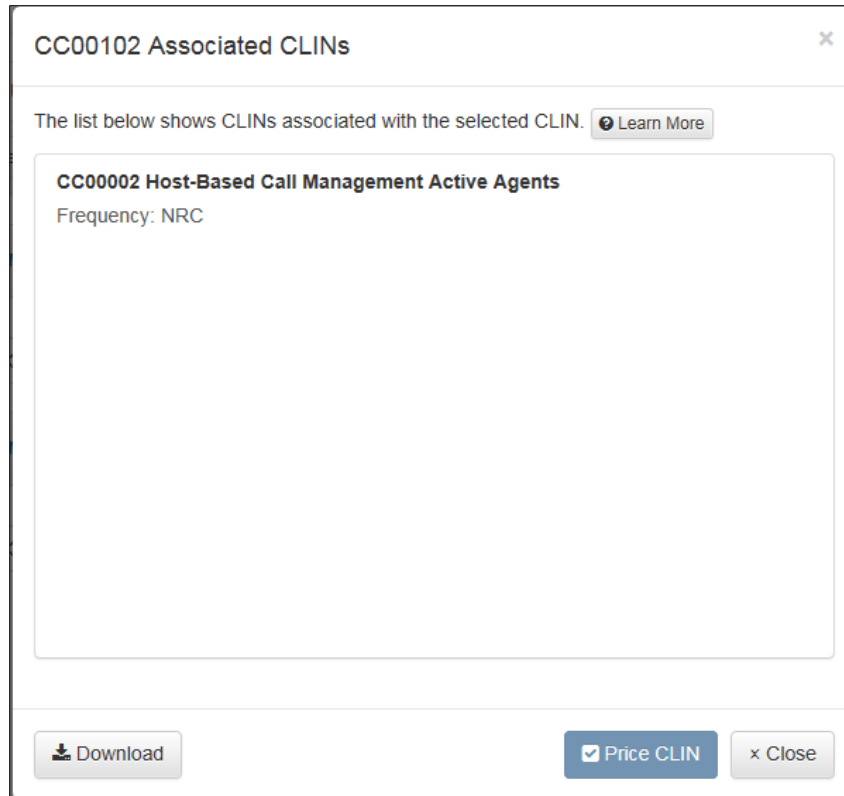 CC00102 Associated CLINs
×
The list below shows CLINs associated with the selected CLIN. Learn More
CC00002 Host-Based Call Management Active Agents
Frequency: NRC
Download Price CLIN × Close